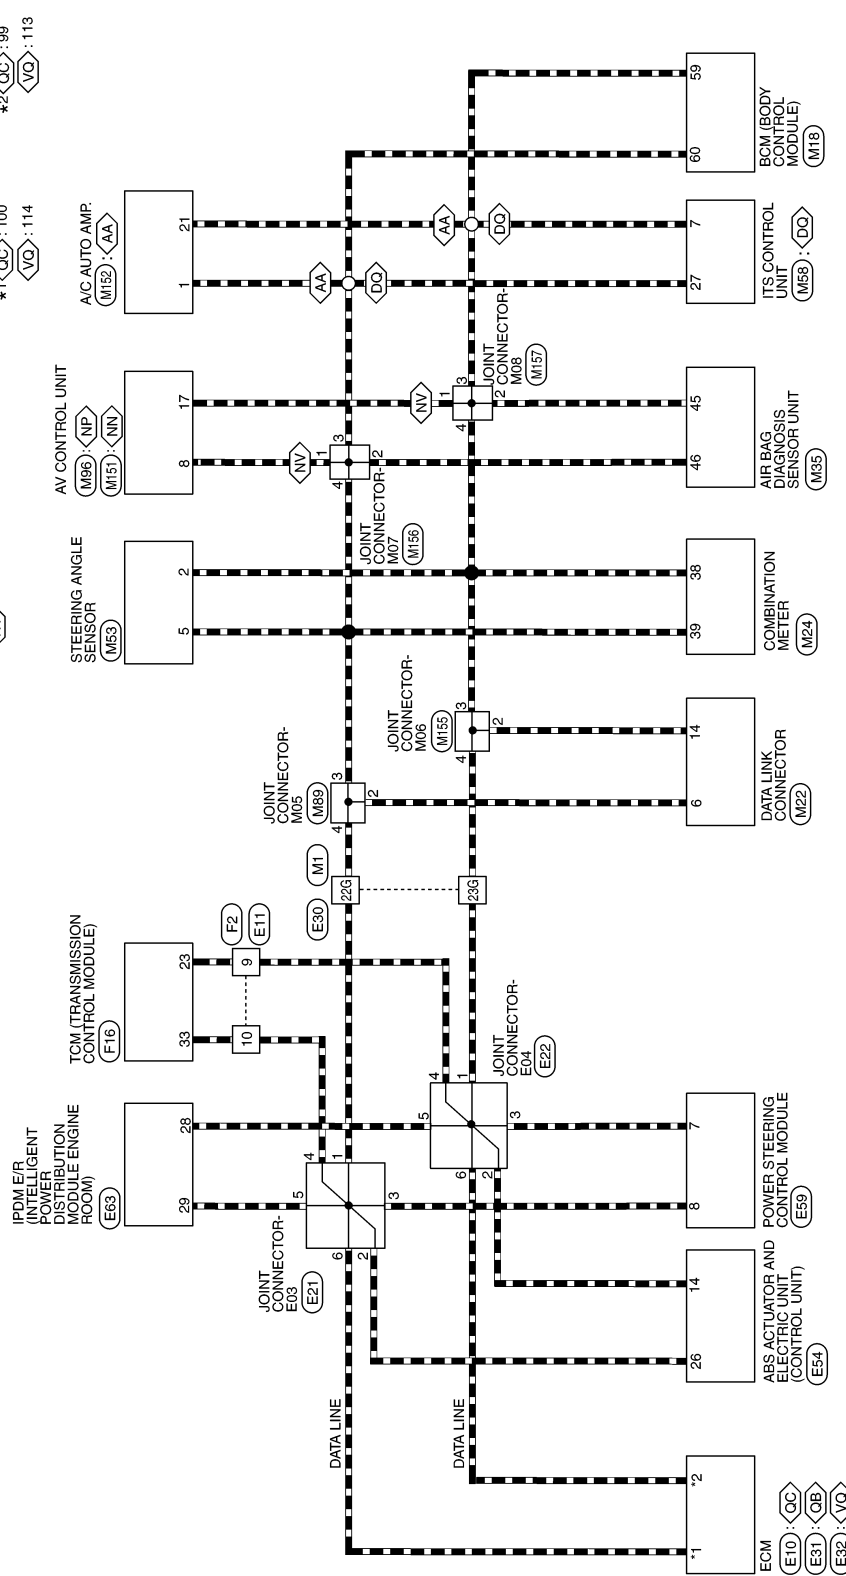 *1 QC : 100
VQ : 114
*2 QC : 99
VQ : 113
IPDM E/R
(INTELLIGENT
POWER
DISTRIBUTION
MODULE ENGINE
ROOM)
E63
29 28
TCM (TRANSMISSION
CONTROL MODULE)
F16
33 23
10 9
F2
E11
STEERING ANGLE
SENSOR
M53
5 2
AV CONTROL UNIT
M96 : NP
M151 : NN
8 17
NV
NV
A/C AUTO AMP.
M152 : AA
1 21
AA
DQ
AA
DQ
JOINT
CONNECTOR-
E03
E21
5
4
6 1
2
3
DATA LINE
JOINT
CONNECTOR-
E04
E22
5
4
6 1
2
3
DATA LINE
E30 M1
22G
23G
JOINT
CONNECTOR-
M05
M89
4 3
2
JOINT
CONNECTOR-
M06
M155
4 3
2
JOINT
CONNECTOR-
M07
M156
1
4 3
2
JOINT
CONNECTOR-
M08
M157
1
4 3
2
*1 *2
ECM
E10 : QC
E31 : QB
E32 : VQ
26 14
ABS ACTUATOR AND
ELECTRIC UNIT
(CONTROL UNIT)
E54
8 7
POWER STEERING
CONTROL MODULE
E59
6 14
DATA LINK
CONNECTOR
M22
39 38
COMBINATION
METER
M24
46 45
AIR BAG
DIAGNOSIS
SENSOR UNIT
M35
27 7
ITS CONTROL
UNIT
M58 : DQ
60 59
BCM (BODY
CONTROL
MODULE)
M18